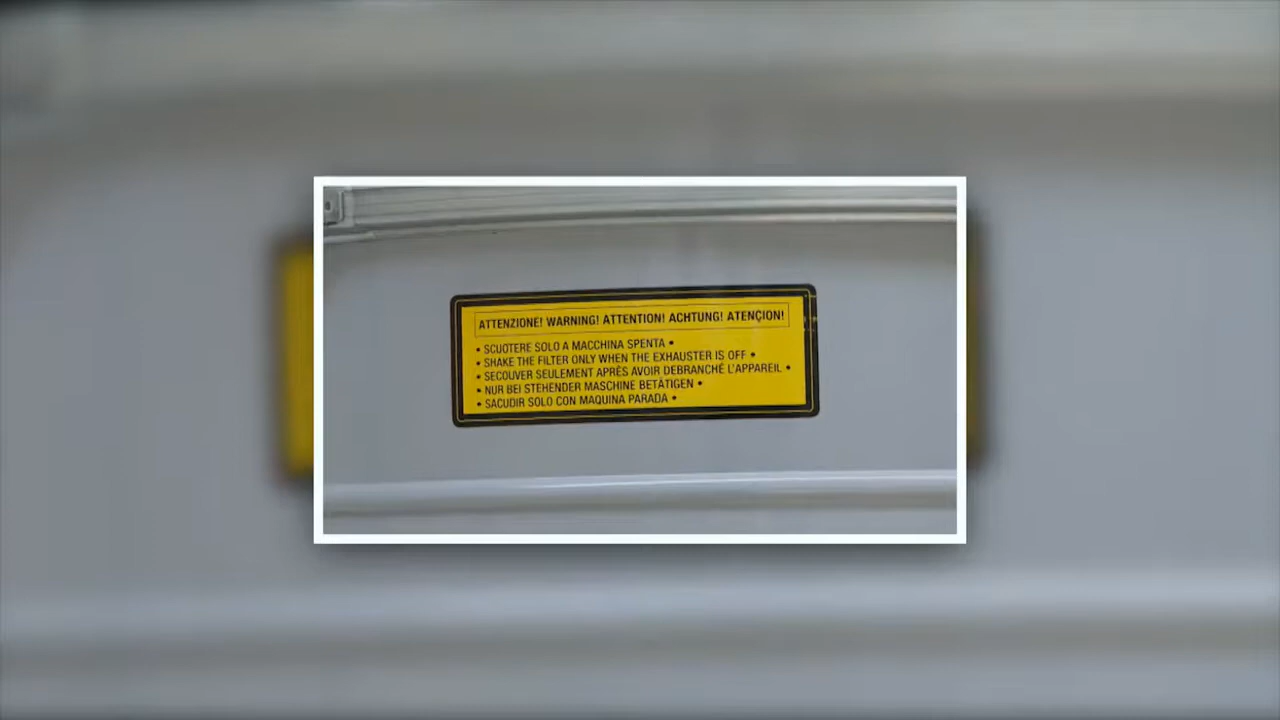 ATTENZIONE! WARNING! ATTENTION! ACHTUNG! ATENÇION!
• SCUOTERE SOLO A MACCHINA SPENTA •
• SHAKE THE FILTER ONLY WHEN THE EXHAUSTER IS OFF •
• SECOUVER SEULEMENT APRÈS AVOIR DEBRANCHÉ L'APPAREIL •
• NUR BEI STEHENDER MASCHINE BETÄTIGEN •
• SACUDIR SOLO CON MAQUINA PARADA •